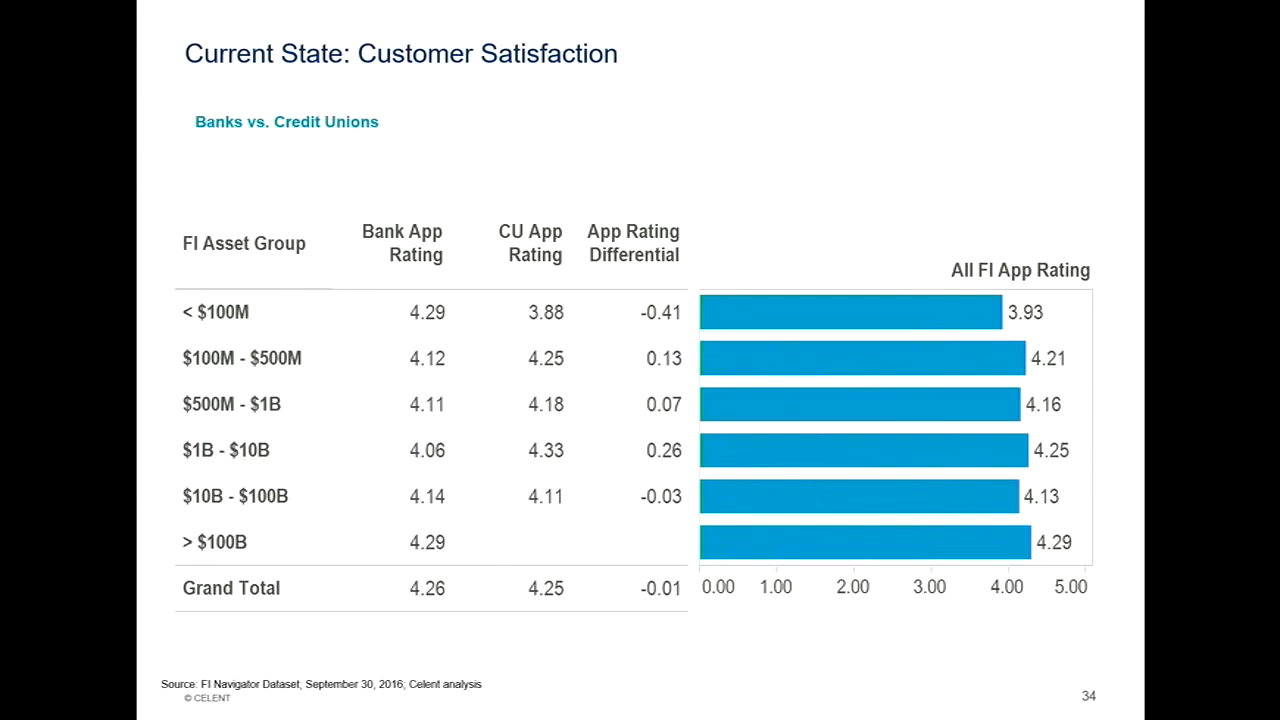 Current State: Customer Satisfaction
Banks vs. Credit Unions
FI Asset Group
Bank App
Rating
CU App
Rating
App Rating
Differential
All FI App Rating
< $100M 4.29 3.88 -0.41 3.93
$100M - $500M 4.12 4.25 0.13 4.21
$500M - $1B 4.11 4.18 0.07 4.16
$1B - $10B 4.06 4.33 0.26 4.25
$10B - $100B 4.14 4.11 -0.03 4.13
> $100B 4.29 4.29
Grand Total 4.26 4.25 -0.01
0.00 1.00 2.00 3.00 4.00 5.00
Source: FI Navigator Dataset, September 30, 2016; Celent analysis
© CELENT
34